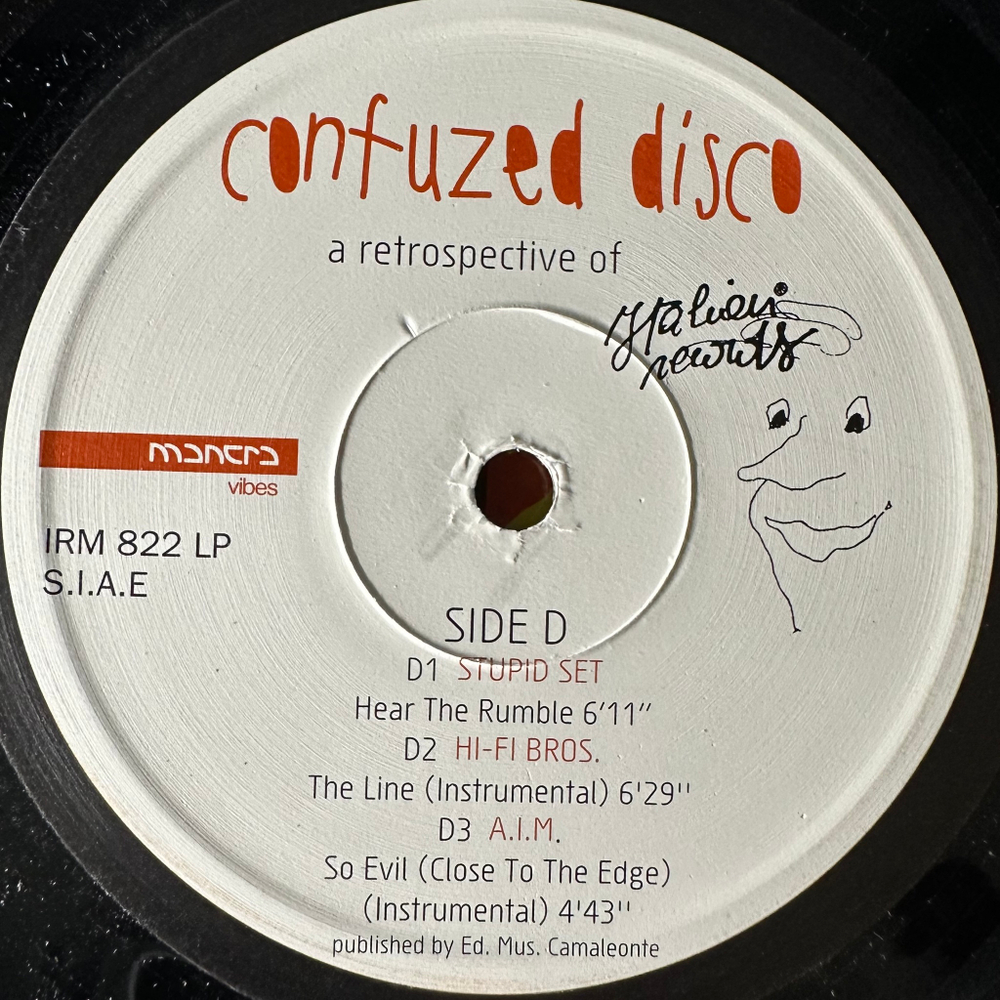 confuzed disco
a retrospective of
Italian
records
mantra
vibes
IRM 822 LP
S.I.A.E
SIDE D
D1 STUPID SET
Hear The Rumble 6'11"
D2 HI-FI BROS.
The Line (Instrumental) 6'29''
D3 A.I.M.
So Evil (Close To The Edge)
(Instrumental) 4'43''
published by Ed. Mus. Camaleonte